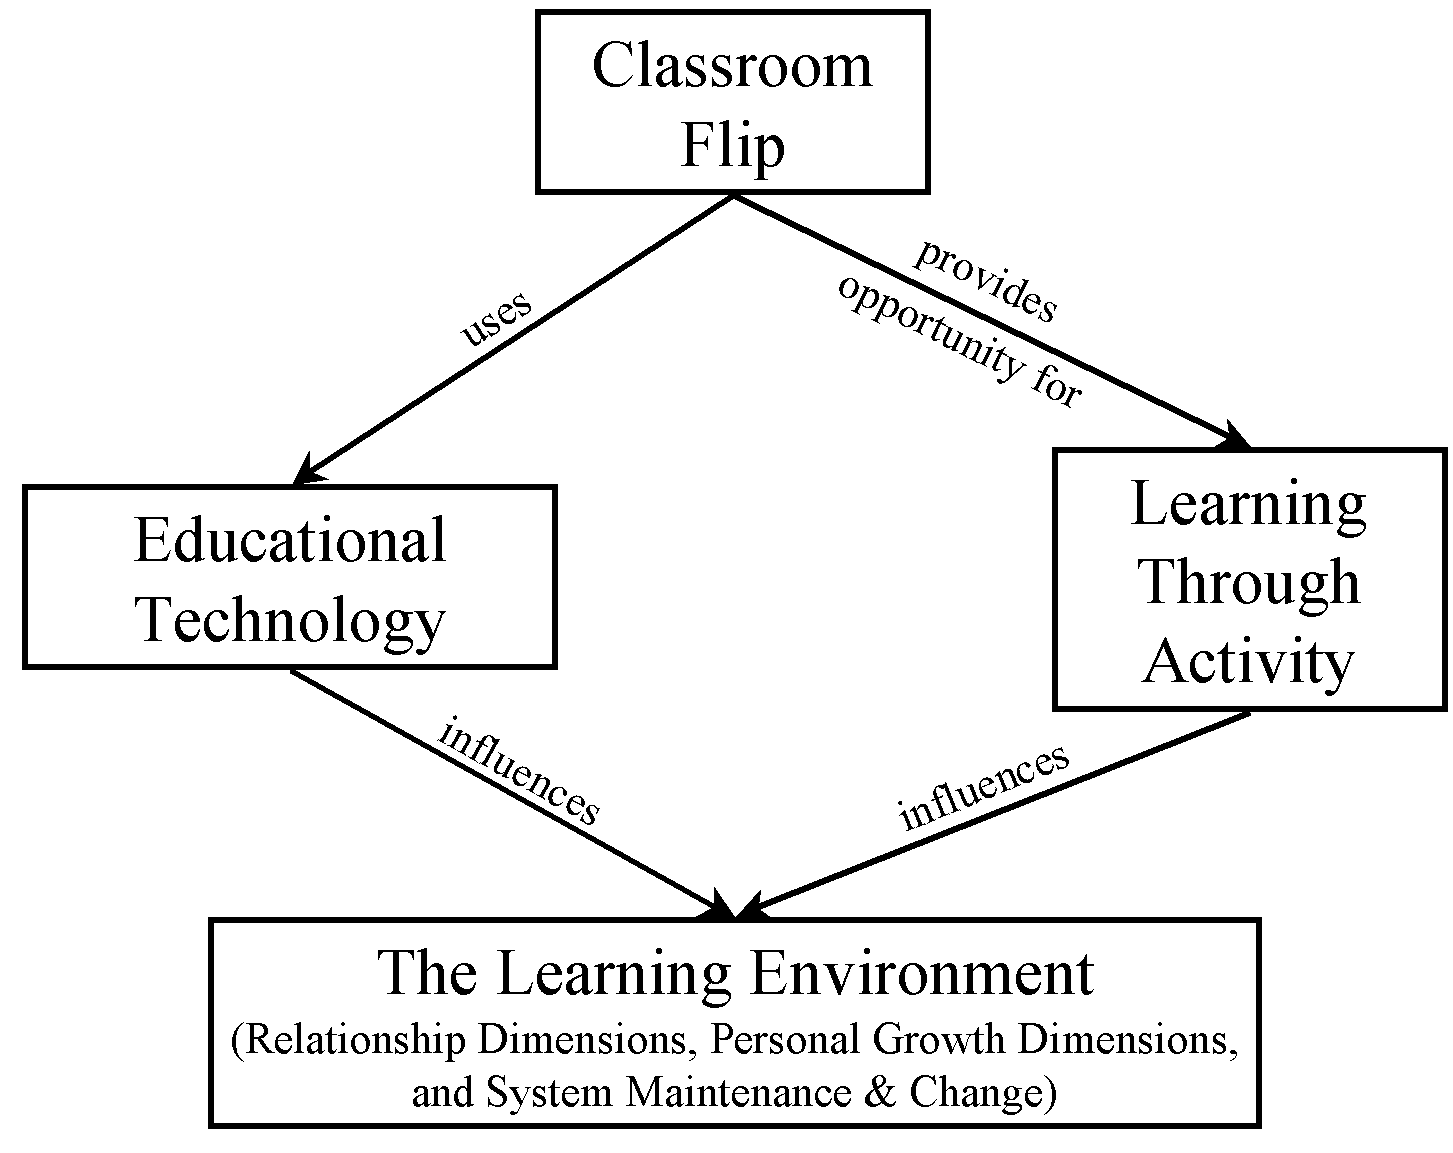 Classroom
Flip
uses
provides
opportunity for
Educational
Technology
Learning
Through
Activity
influences
influences
The Learning Environment
(Relationship Dimensions, Personal Growth Dimensions,
and System Maintenance & Change)